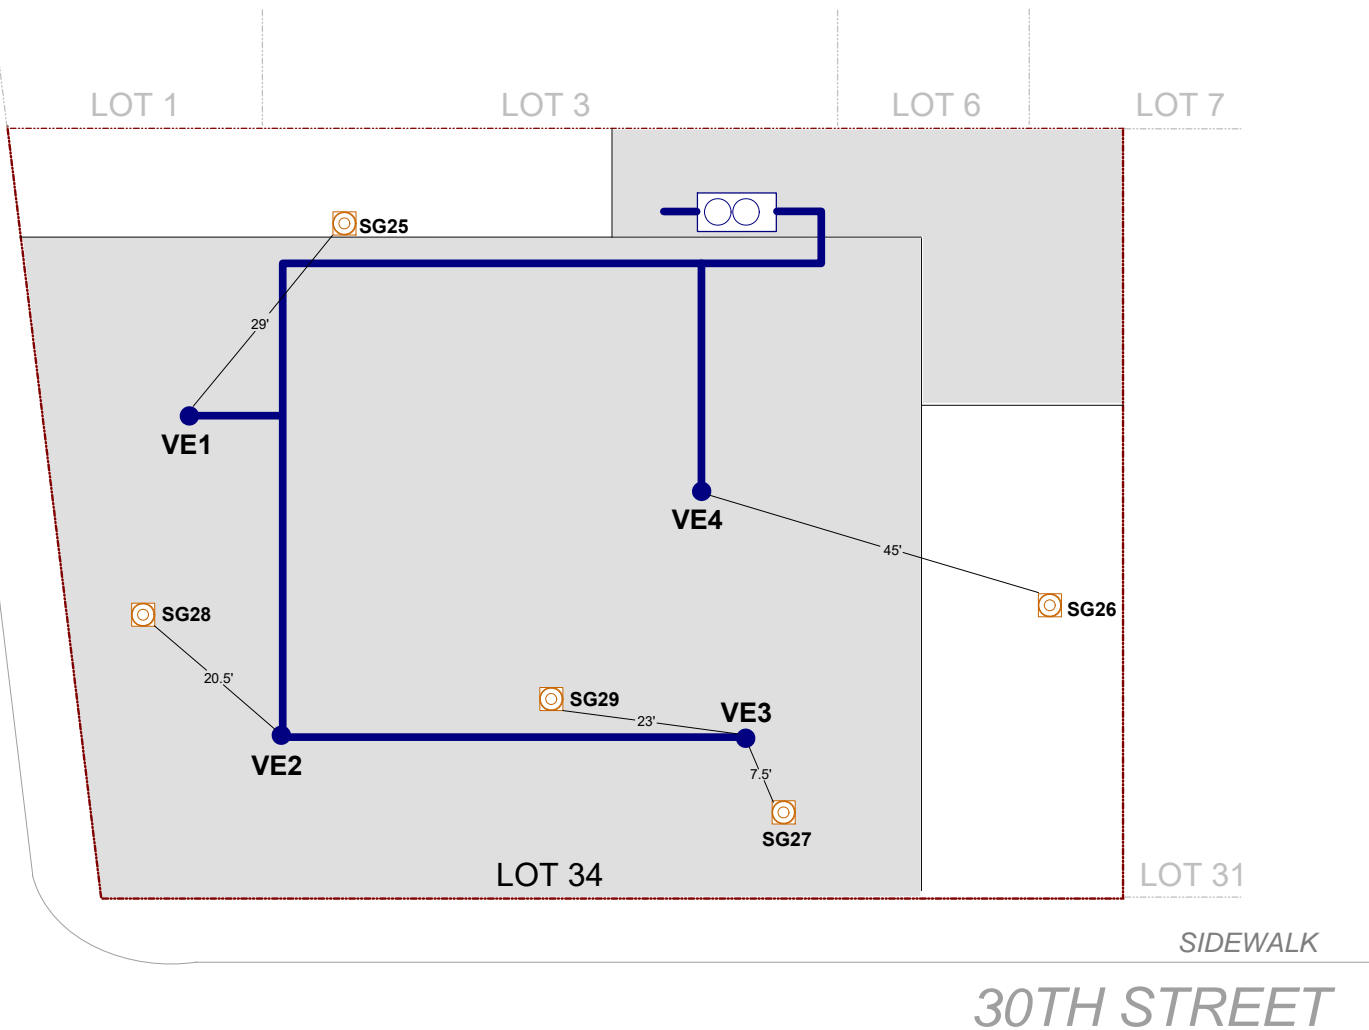 LOT 1
LOT 3
LOT 6
LOT 7
SG25
29'
VE1
VE4
45'
SG26
SG28
20.5'
SG29
23'
VE3
VE2
7.5'
SG27
LOT 34
LOT 31
SIDEWALK
30TH STREET